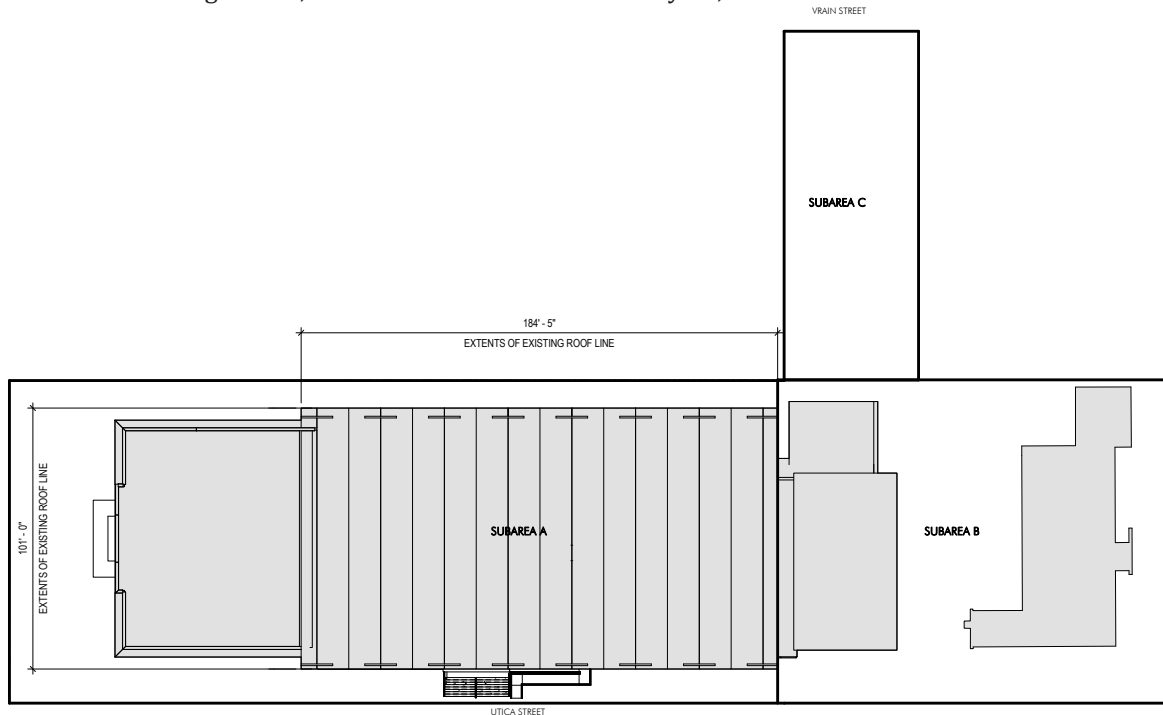 VRAIN STREET
SUBAREA C
184' - 5"
EXTENTS OF EXISTING ROOF LINE
101' - 0"
EXTENTS OF EXISTING ROOF LINE
SUBAREA A
SUBAREA B
UTICA STREET